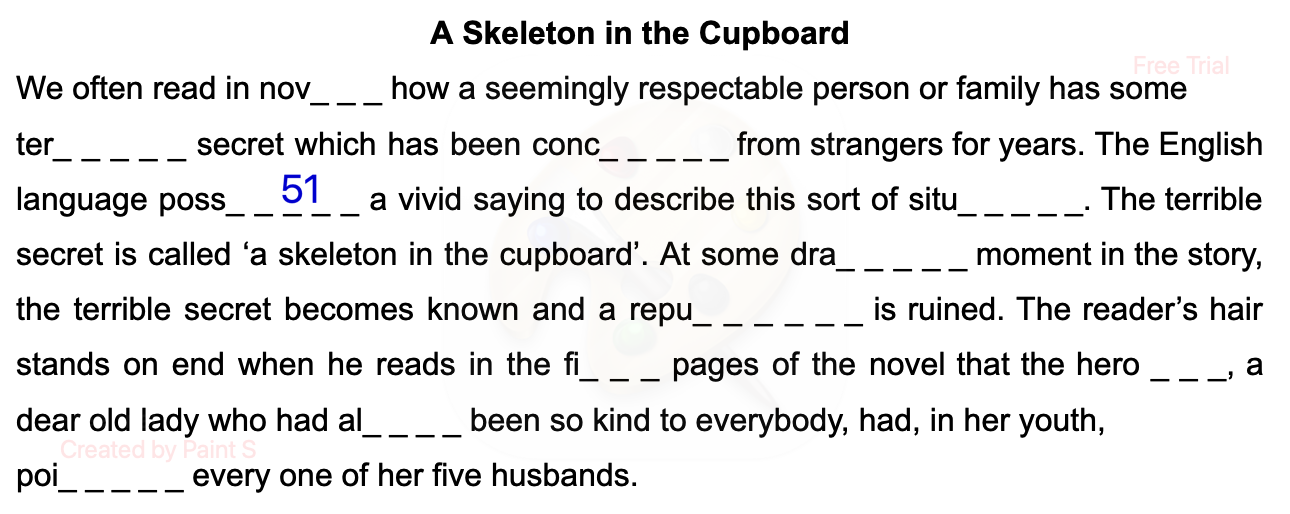 A Skeleton in the Cupboard
Free Trial
We often read in nov_ _ _ how a seemingly respectable person or family has some
ter_ _ _ _ _ secret which has been conc_ _ _ _ _ from strangers for years. The English
language poss_ _ _ _ _ a vivid saying to describe this sort of situ_ _ _ _ _. The terrible
51
secret is called ‘a skeleton in the cupboard’. At some dra_ _ _ _ _ moment in the story,
the terrible secret becomes known and a repu_ _ _ _ _ _ is ruined. The reader’s hair
stands on end when he reads in the fi_ _ _ pages of the novel that the hero _ _ _, a
dear old lady who had al_ _ _ _ been so kind to everybody, had, in her youth,
Created by Paint S
poi_ _ _ _ _ every one of her five husbands.